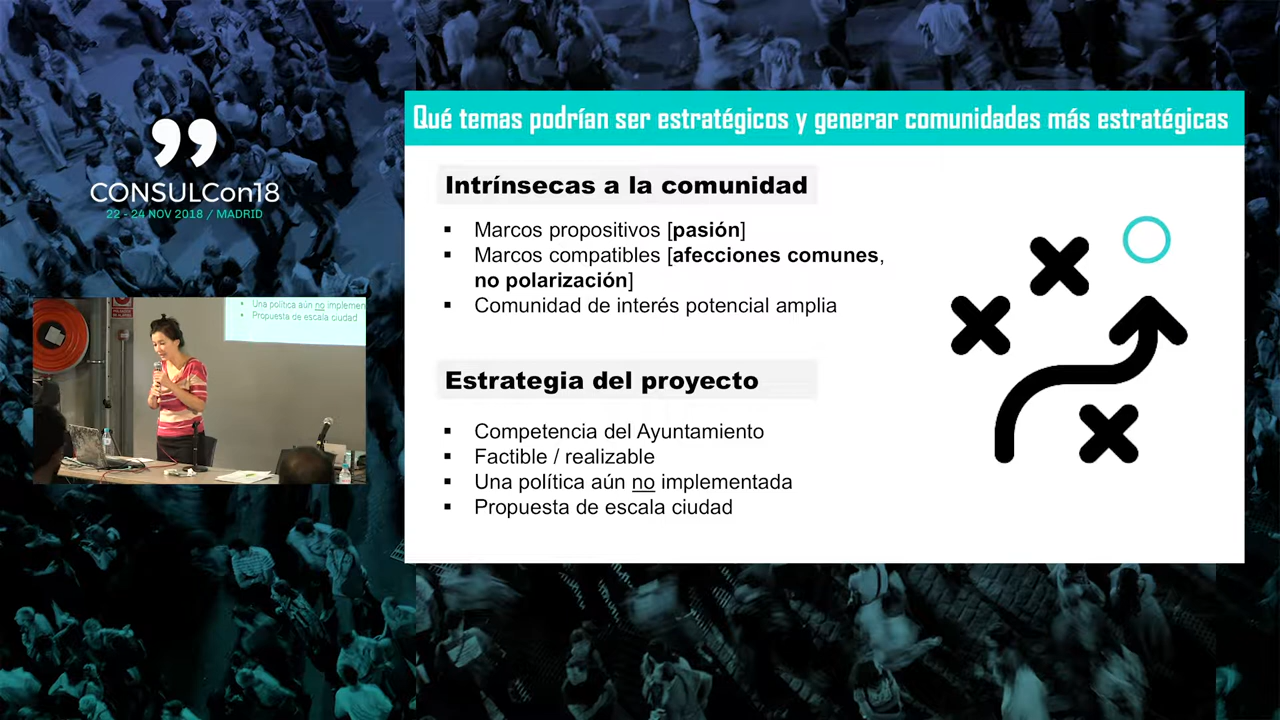 CONSULCon18
22 - 24 NOV 2018 / MADRID
Qué temas podrían ser estratégicos y generar comunidades más estratégicas
Intrínsecas a la comunidad
▪ Marcos propositivos [pasión]
▪ Marcos compatibles [afecciones comunes,
no polarización]
▪ Comunidad de interés potencial amplia
Estrategia del proyecto
▪ Competencia del Ayuntamiento
▪ Factible / realizable
▪ Una política aún no implementada
▪ Propuesta de escala ciudad
Una política aún no implemen
Propuesta de escala ciudad